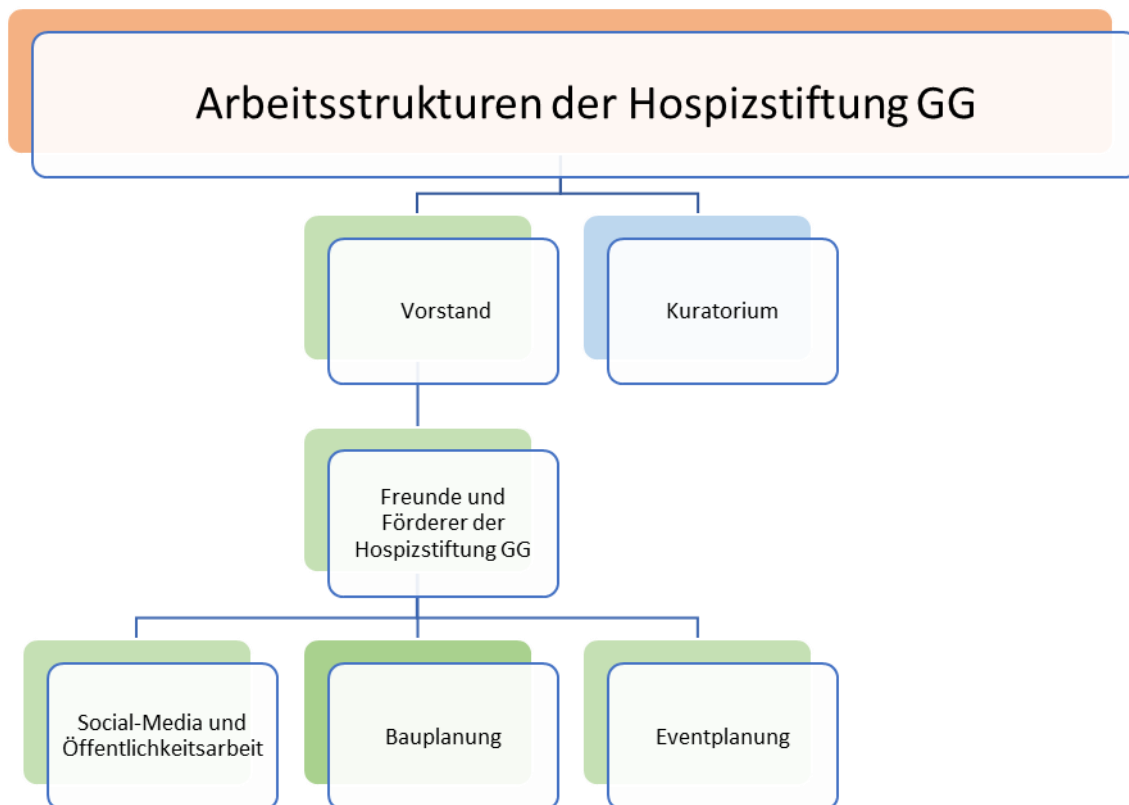 Arbeitsstrukturen der Hospizstiftung GG
Vorstand
Kuratorium
Freunde und
Förderer der
Hospizstiftung GG
Social-Media und
Öffentlichkeitsarbeit
Bauplanung
Eventplanung